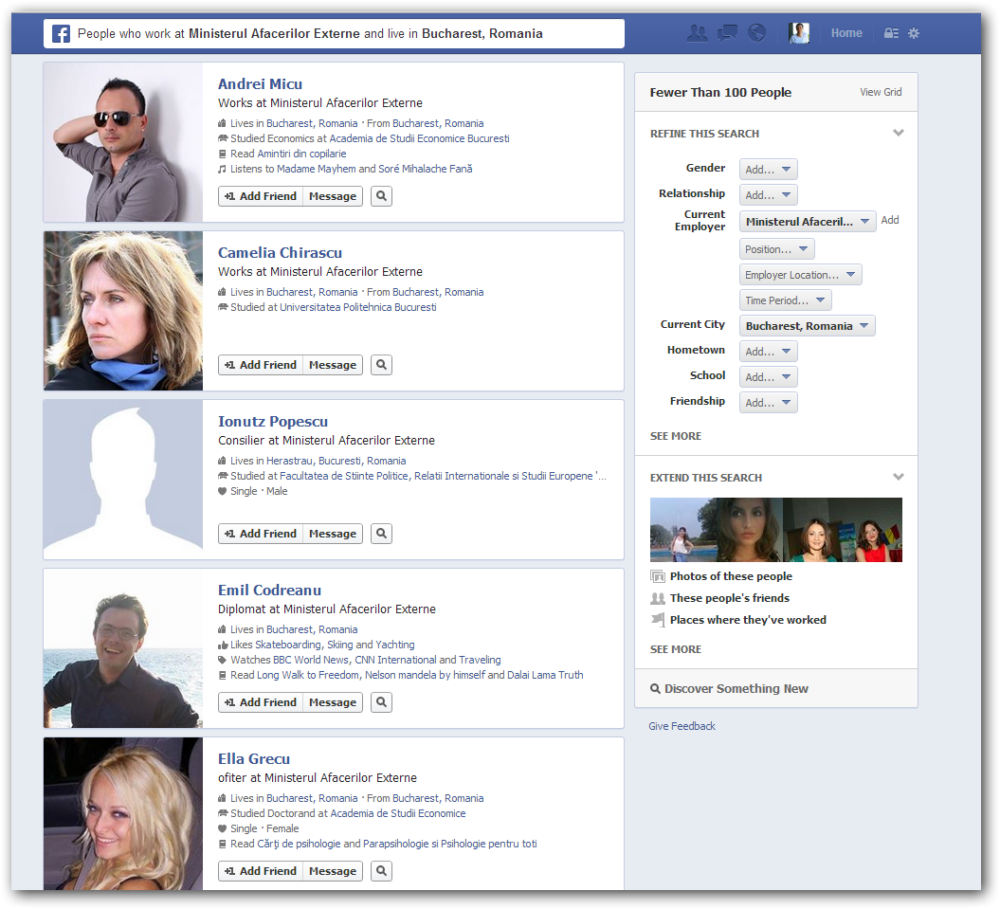 People who work at Ministerul Afacerilor Externe and live in Bucharest, Romania
Home
Andrei Micu
Works at Ministerul Afacerilor Externe
Lives in Bucharest, Romania · From Bucharest, Romania
Studied Economics at Academia de Studii Economice Bucuresti
Read Amintiri din copilarie
Listens to Madame Mayhem and Soré Mihalache Fană
+1 Add Friend Message
Camelia Chirascu
Works at Ministerul Afacerilor Externe
Lives in Bucharest, Romania · From Bucharest, Romania
Studied at Universitatea Politehnica Bucuresti
+1 Add Friend Message
Ionutz Popescu
Consilier at Ministerul Afacerilor Externe
Lives in Herastrau, Bucuresti, Romania
Studied at Facultatea de Stiinte Politice, Relatii Internationale si Studii Europene '...
Single · Male
+1 Add Friend Message
Emil Codreanu
Diplomat at Ministerul Afacerilor Externe
Lives in Bucharest, Romania
Likes Skateboarding, Skiing and Yachting
Watches BBC World News, CNN International and Traveling
Read Long Walk to Freedom, Nelson mandela by himself and Dalai Lama Truth
+1 Add Friend Message
Ella Grecu
ofiter at Ministerul Afacerilor Externe
Lives in Bucharest, Romania · From Bucharest, Romania
Studied Doctorand at Academia de Studii Economice
Single · Female
Read Cărţi de psihologie and Parapsihologie si Psihologie pentru toti
+1 Add Friend Message
Fewer Than 100 People View Grid
REFINE THIS SEARCH
Gender Add...
Relationship Add...
Current Employer Ministerul Afaceril... Add
Position...
Employer Location...
Time Period...
Current City Bucharest, Romania
Hometown Add...
School Add...
Friendship Add...
SEE MORE
EXTEND THIS SEARCH
Photos of these people
These people's friends
Places where they've worked
SEE MORE
Discover Something New
Give Feedback